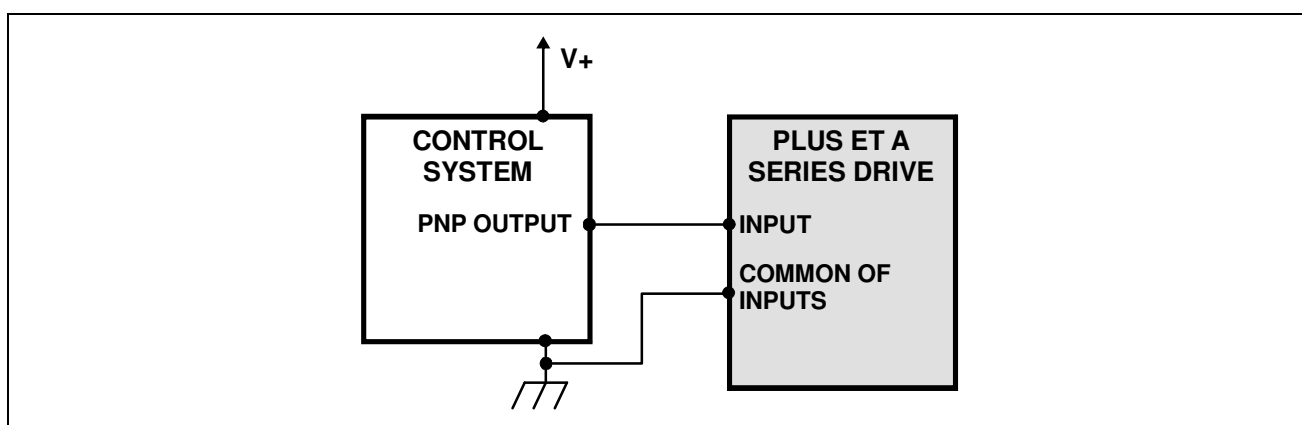 V+
CONTROL
SYSTEM
PNP OUTPUT
PLUS ET A
SERIES DRIVE
INPUT
COMMON OF
INPUTS